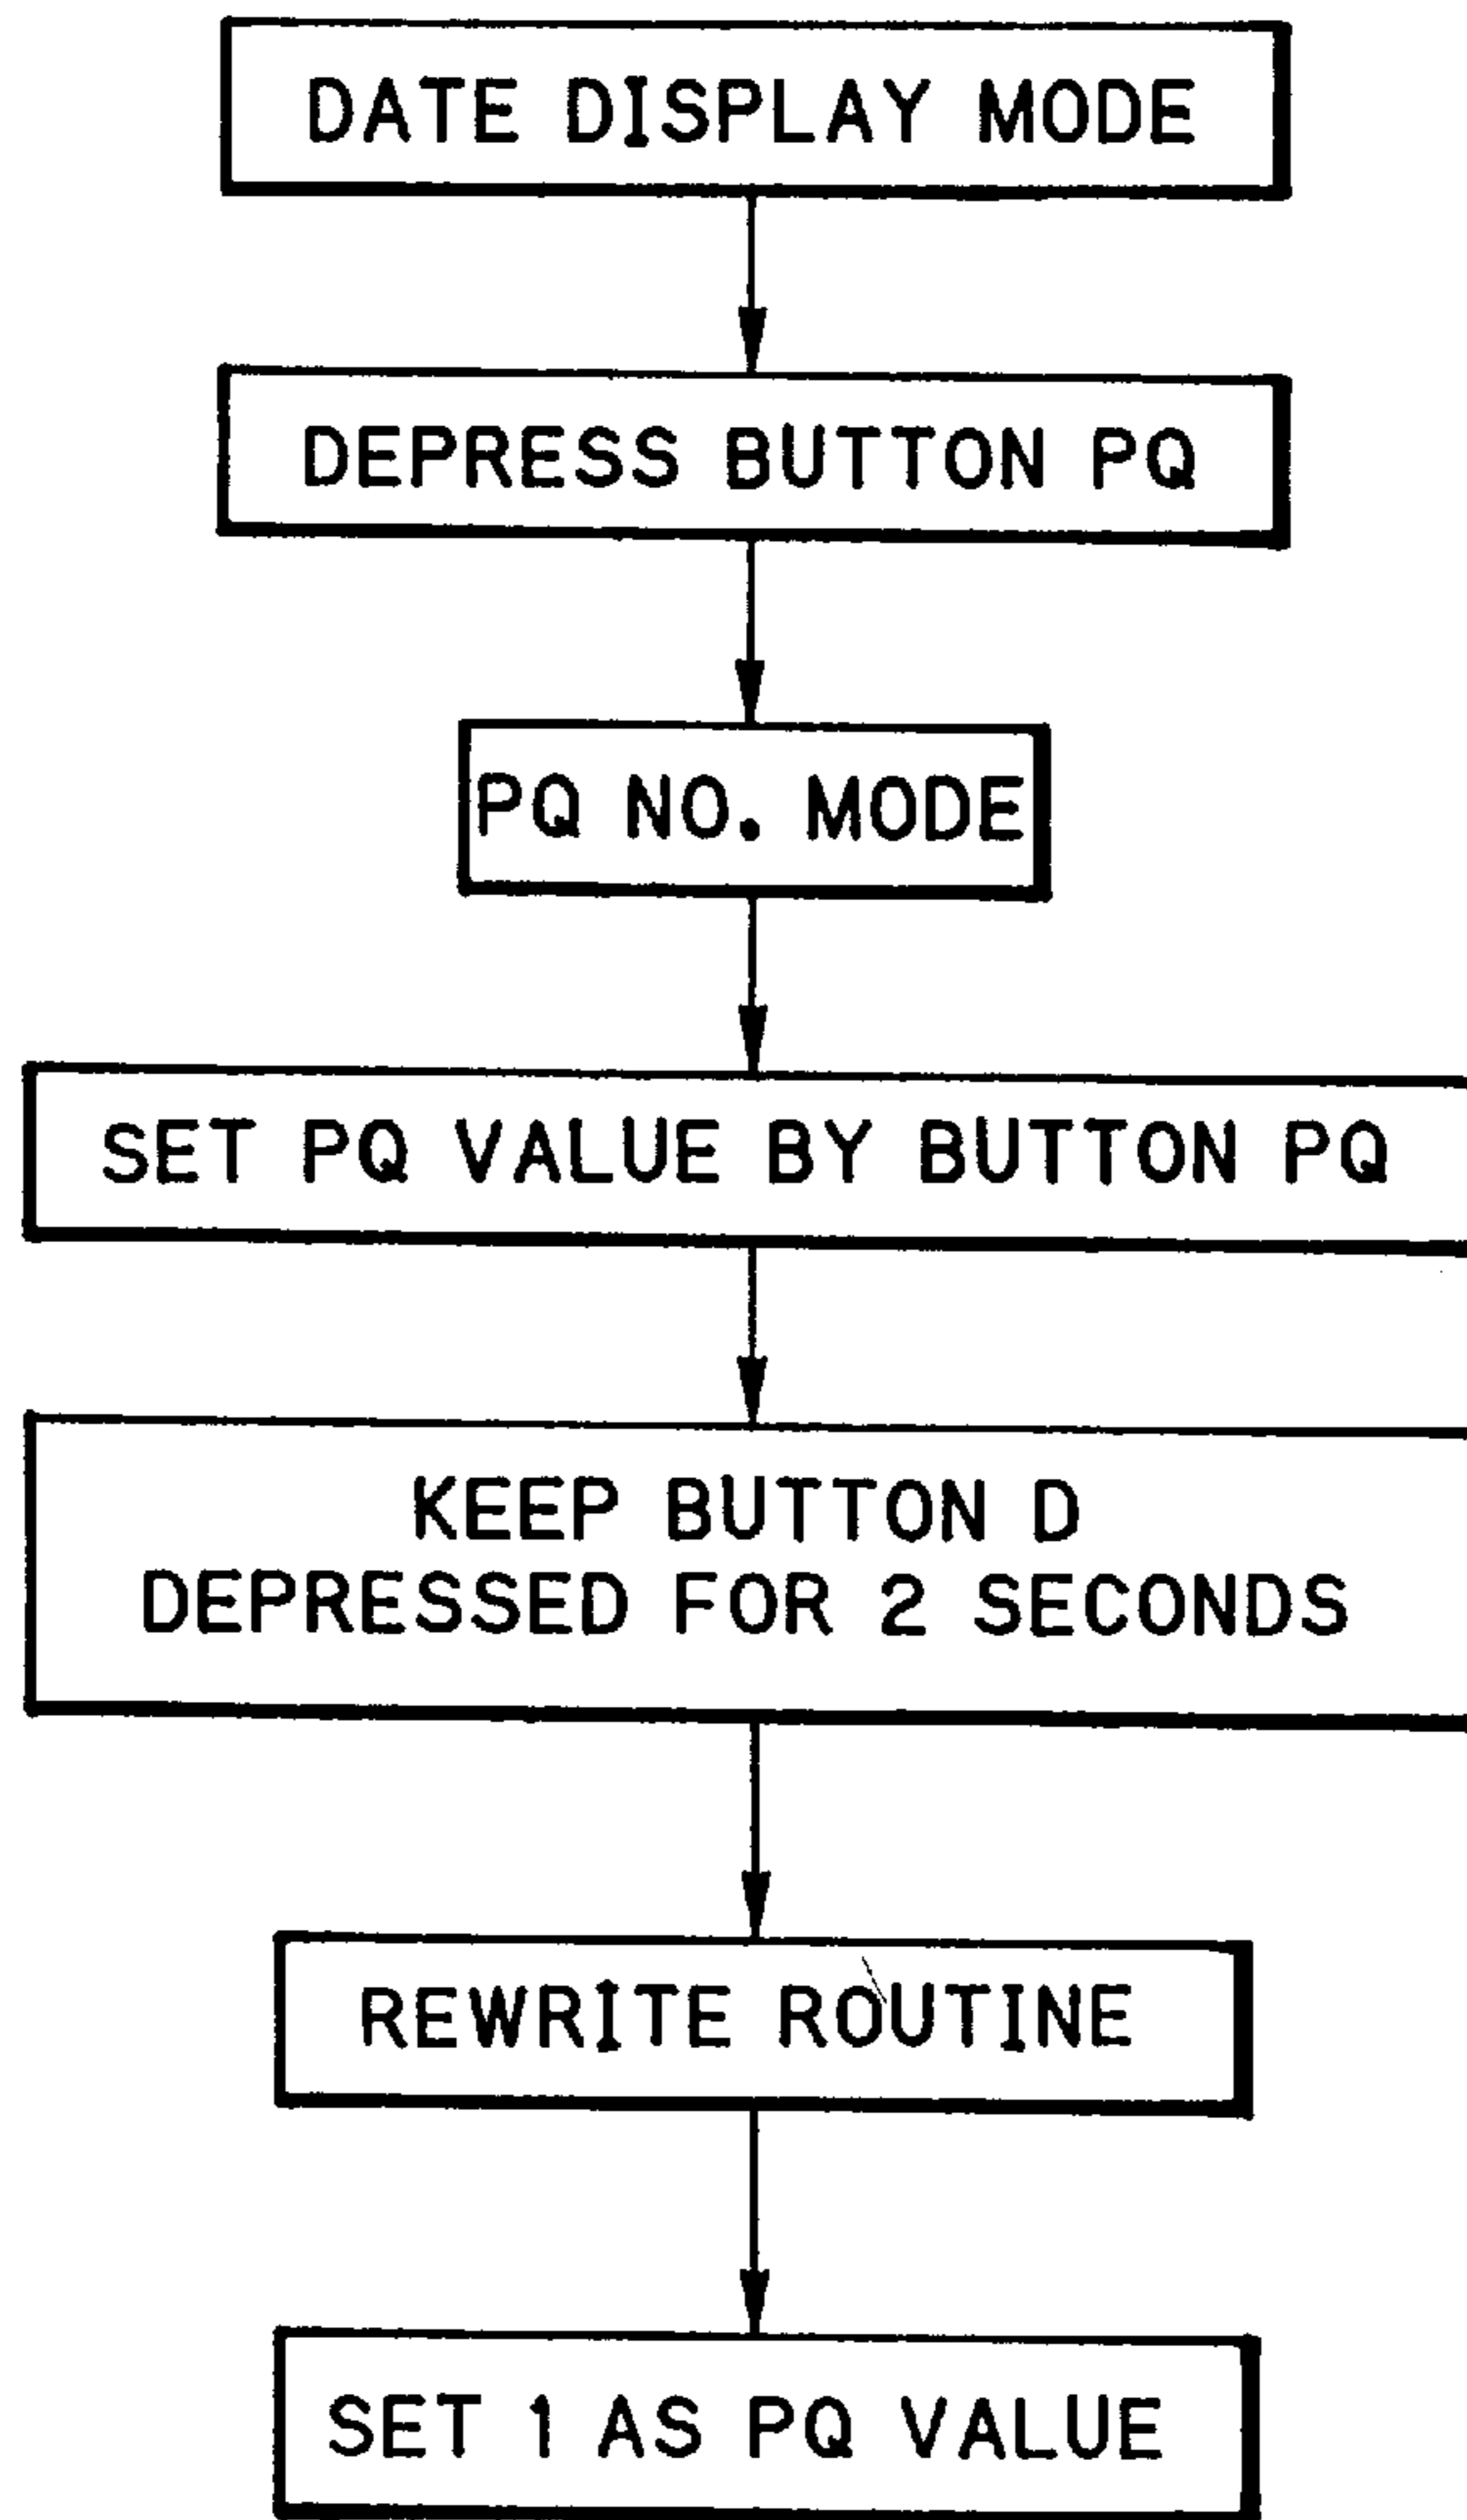 DATE DISPLAY MODE
DEPRESS BUTTON PQ
PQ NO. MODE
SET PQ VALUE BY BUTTON PQ
KEEP BUTTON D
DEPRESSED FOR 2 SECONDS
REWRITE ROUTINE
SET 1 AS PQ VALUE